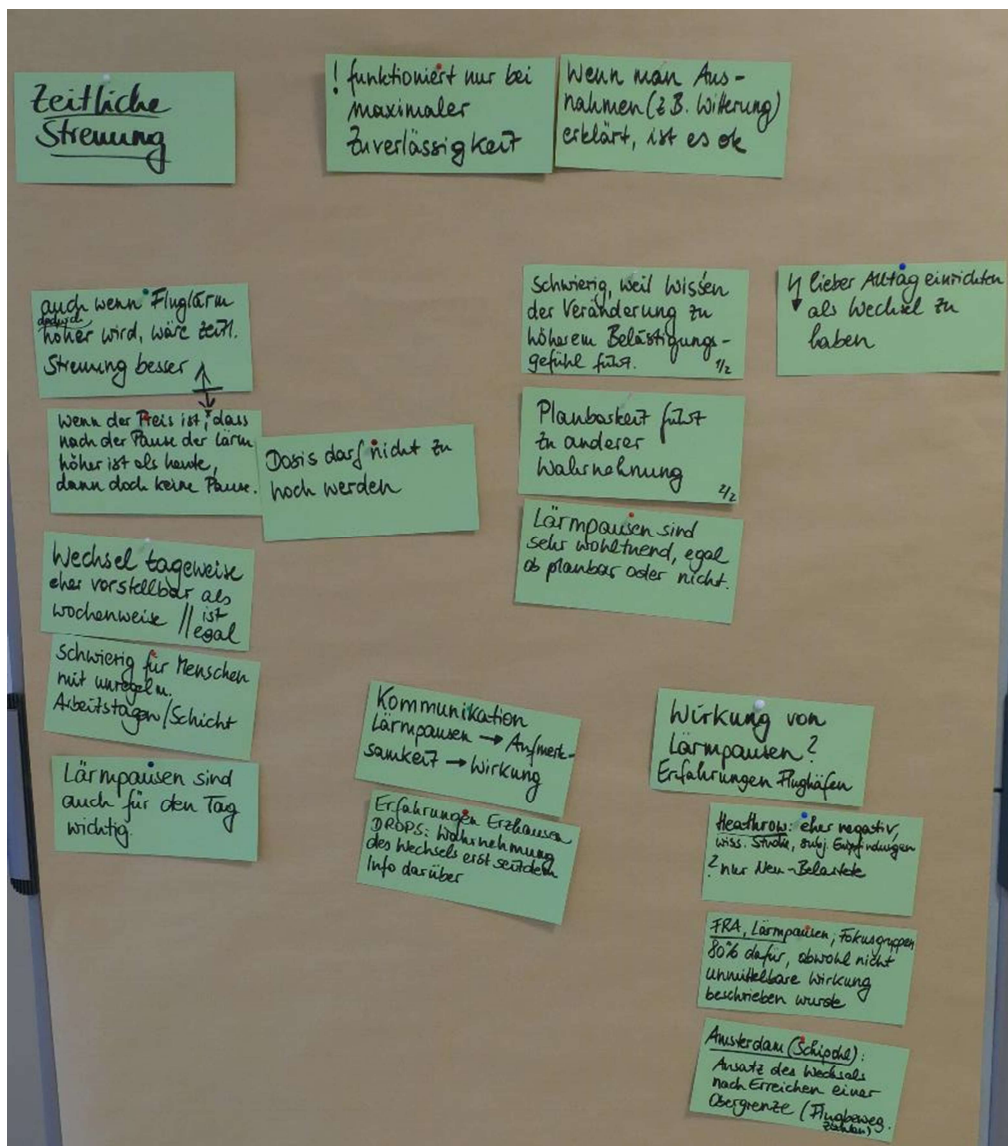 Zeitliche
Streuung
! funktioniert nur bei
maximaler
Zuverlässigkeit
Wenn man Aus-
nahmen (z.B. Witterung)
erklärt, ist es ok
auch wenn Fluglärm
dadurch
höher wird, wäre zeitl.
Streuung besser
wenn der Preis ist, dass
nach der Pause der Lärm
höher ist als heute,
dann doch keine Pause.
Dosis darf nicht zu
hoch werden
Wechsel tageweise
eher vorstellbar als
wochenweise // ist
egal
schwierig für Menschen
mit unregelm.
Arbeitstagen/Schicht
Lärmpausen sind
auch für den Tag
wichtig.
Schwierig, weil Wissen
der Veränderung zu
höherem Belästigungs-
gefühl führt.
1/2
Planbarkeit führt
zu anderer
Wahrnehmung
2/2
Lärmpausen sind
sehr wohltuend, egal
ob planbar oder nicht.
lieber Alltag einrichten
als Wechsel zu
haben
Kommunikation
Lärmpausen → Aufmerk-
samkeit → Wirkung
Erfahrungen Erzhausen
DROPS: Wahrnehmung
des Wechsels erst seitdem
Info darüber
Wirkung von
Lärmpausen?
Erfahrungen Flughäfen
Heathrow: eher negativ,
wiss. Studie, subj. Empfindungen
? nur Neu-Belastete
FRA, Lärmpausen, Fokusgruppen
80% dafür, obwohl nicht
unmittelbare Wirkung
beschrieben wurde
Amsterdam (Schiphol):
Ansatz des Wechsels
nach Erreichen einer
Obergrenze (Flugbeweg.
zahlen)